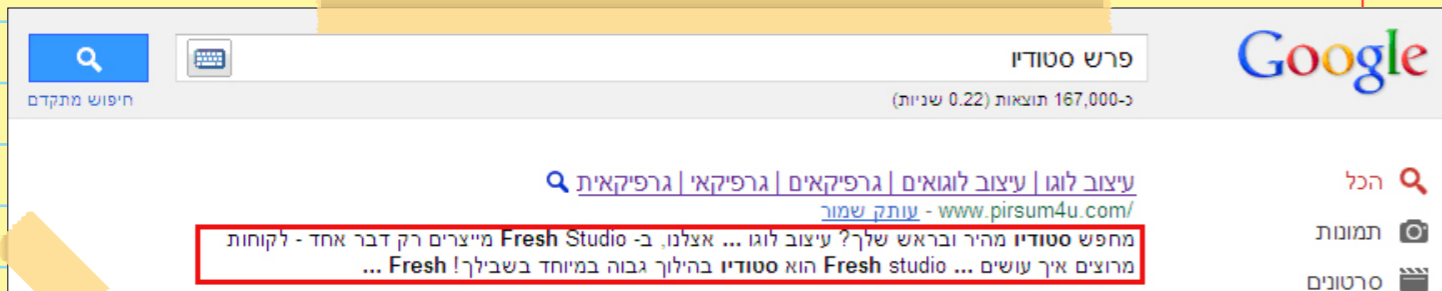 Google
פרש סטודיו
חיפוש מתקדם
כ-167,000 תוצאות (0.22 שניות)
הכל
תמונות
סרטונים
עיצוב לוגו | עיצוב לוגואים | גרפיקאים | גרפיקאי | גרפיקאית
www.pirsum4u.com/ - עותק שמור
מחפש סטודיו מהיר ובראש שלך? עיצוב לוגו ... אצלנו, ב- Fresh Studio מייצרים רק דבר אחד - לקוחות
מרוצים איך עושים ... Fresh studio הוא סטודיו בהילוך גבוה במיוחד בשבילך! Fresh ...